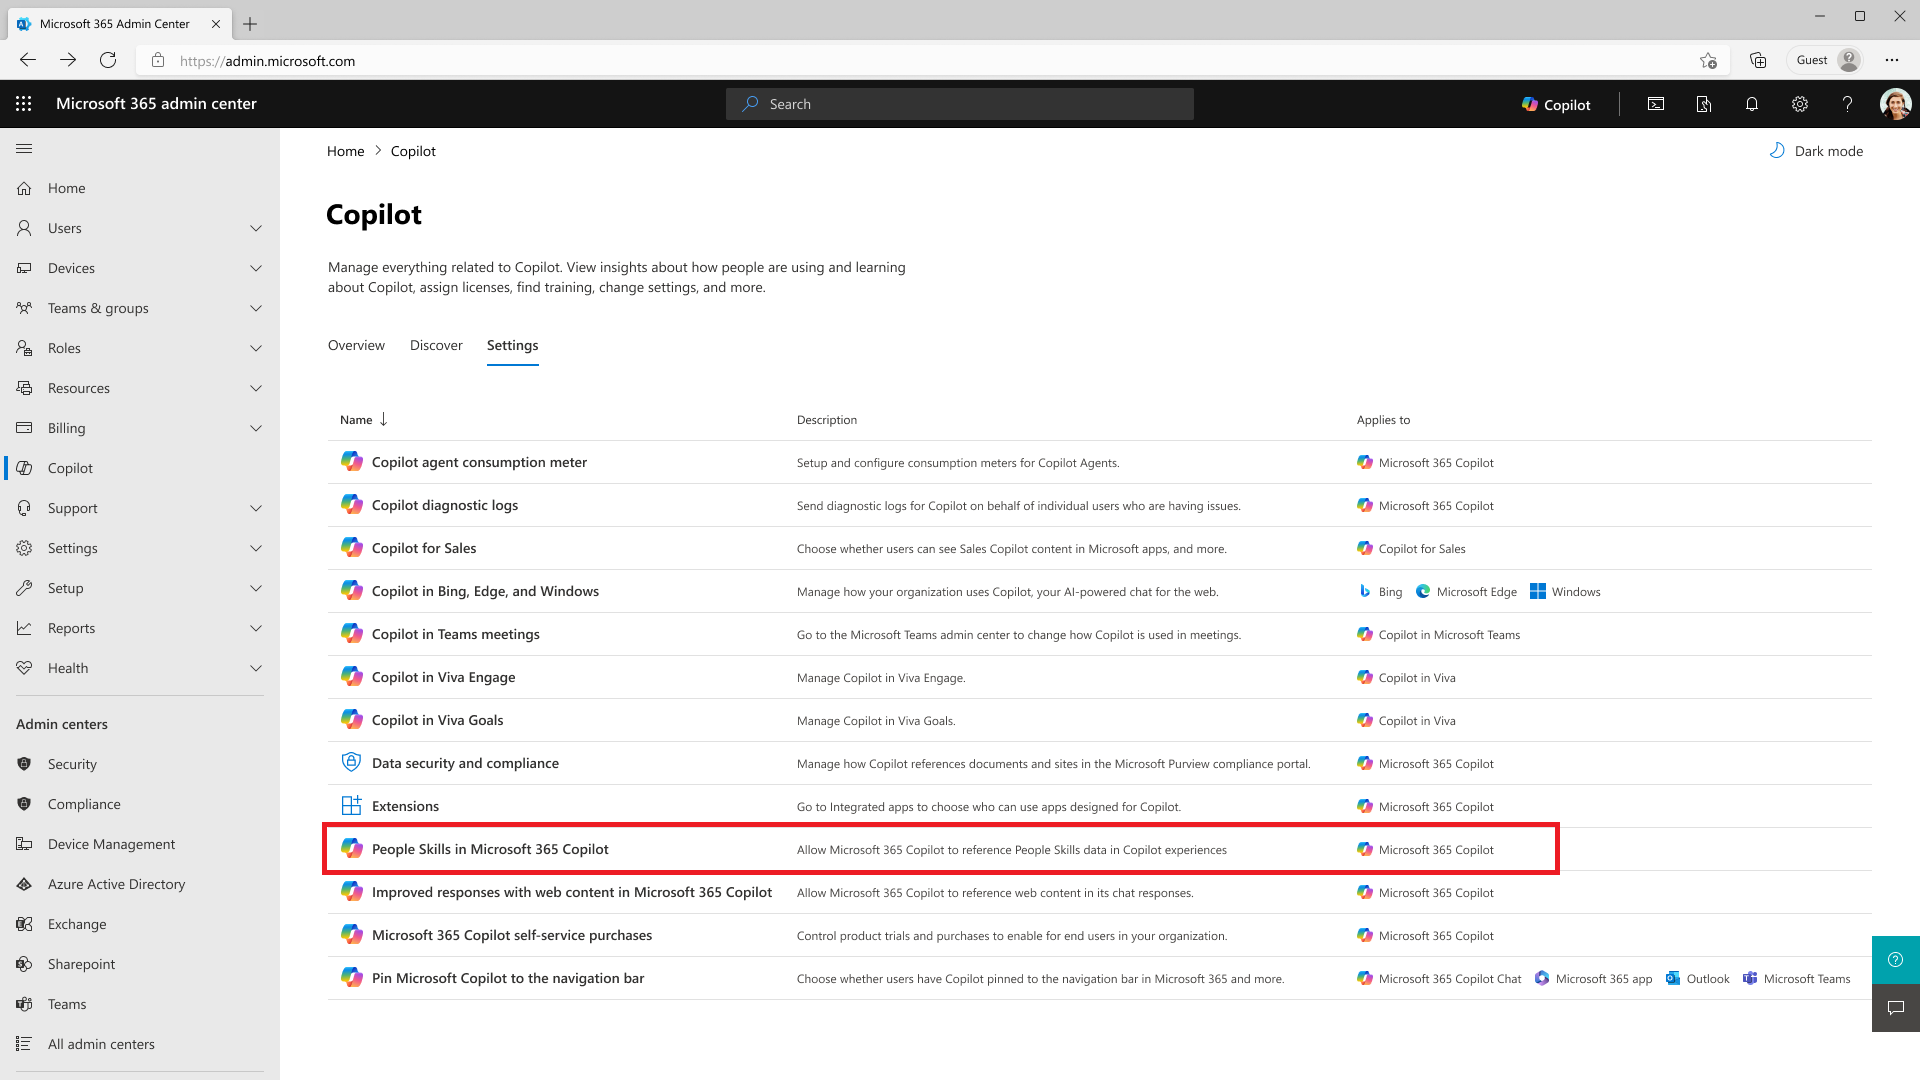 Microsoft 365 Admin Center
https://admin.microsoft.com
Guest
Microsoft 365 admin center
Search
Copilot
Home > Copilot
Dark mode
Home
Users
Devices
Teams & groups
Roles
Resources
Billing
Copilot
Support
Settings
Setup
Reports
Health
Admin centers
Security
Compliance
Device Management
Azure Active Directory
Exchange
Sharepoint
Teams
All admin centers
Copilot
Manage everything related to Copilot. View insights about how people are using and learning
about Copilot, assign licenses, find training, change settings, and more.
Overview Discover Settings
Name ↓ Description Applies to
Copilot agent consumption meter Setup and configure consumption meters for Copilot Agents. Microsoft 365 Copilot
Copilot diagnostic logs Send diagnostic logs for Copilot on behalf of individual users who are having issues. Microsoft 365 Copilot
Copilot for Sales Choose whether users can see Sales Copilot content in Microsoft apps, and more. Copilot for Sales
Copilot in Bing, Edge, and Windows Manage how your organization uses Copilot, your AI-powered chat for the web. Bing Microsoft Edge Windows
Copilot in Teams meetings Go to the Microsoft Teams admin center to change how Copilot is used in meetings. Copilot in Microsoft Teams
Copilot in Viva Engage Manage Copilot in Viva Engage. Copilot in Viva
Copilot in Viva Goals Manage Copilot in Viva Goals. Copilot in Viva
Data security and compliance Manage how Copilot references documents and sites in the Microsoft Purview compliance portal. Microsoft 365 Copilot
Extensions Go to Integrated apps to choose who can use apps designed for Copilot. Microsoft 365 Copilot
People Skills in Microsoft 365 Copilot Allow Microsoft 365 Copilot to reference People Skills data in Copilot experiences Microsoft 365 Copilot
Improved responses with web content in Microsoft 365 Copilot Allow Microsoft 365 Copilot to reference web content in its chat responses. Microsoft 365 Copilot
Microsoft 365 Copilot self-service purchases Control product trials and purchases to enable for end users in your organization. Microsoft 365 Copilot
Pin Microsoft Copilot to the navigation bar Choose whether users have Copilot pinned to the navigation bar in Microsoft 365 and more. Microsoft 365 Copilot Chat Microsoft 365 app Outlook Microsoft Teams